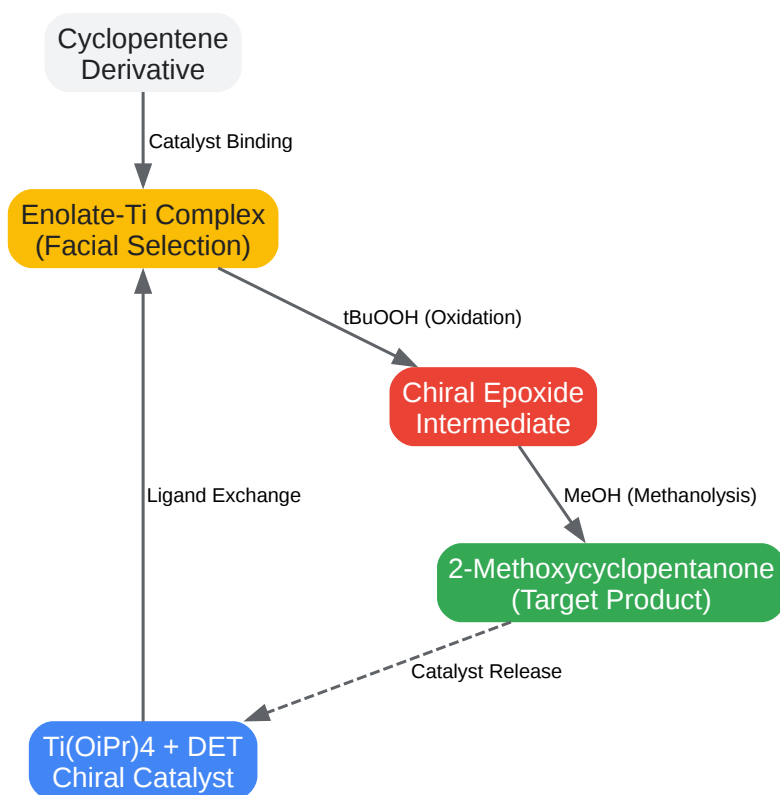 Cyclopentene
Derivative
Catalyst Binding
Enolate-Ti Complex
(Facial Selection)
tBuOOH (Oxidation)
Chiral Epoxide
Intermediate
Ligand Exchange
MeOH (Methanolysis)
2-Methoxycyclopentanone
(Target Product)
Catalyst Release
Ti(OiPr)4 + DET
Chiral Catalyst